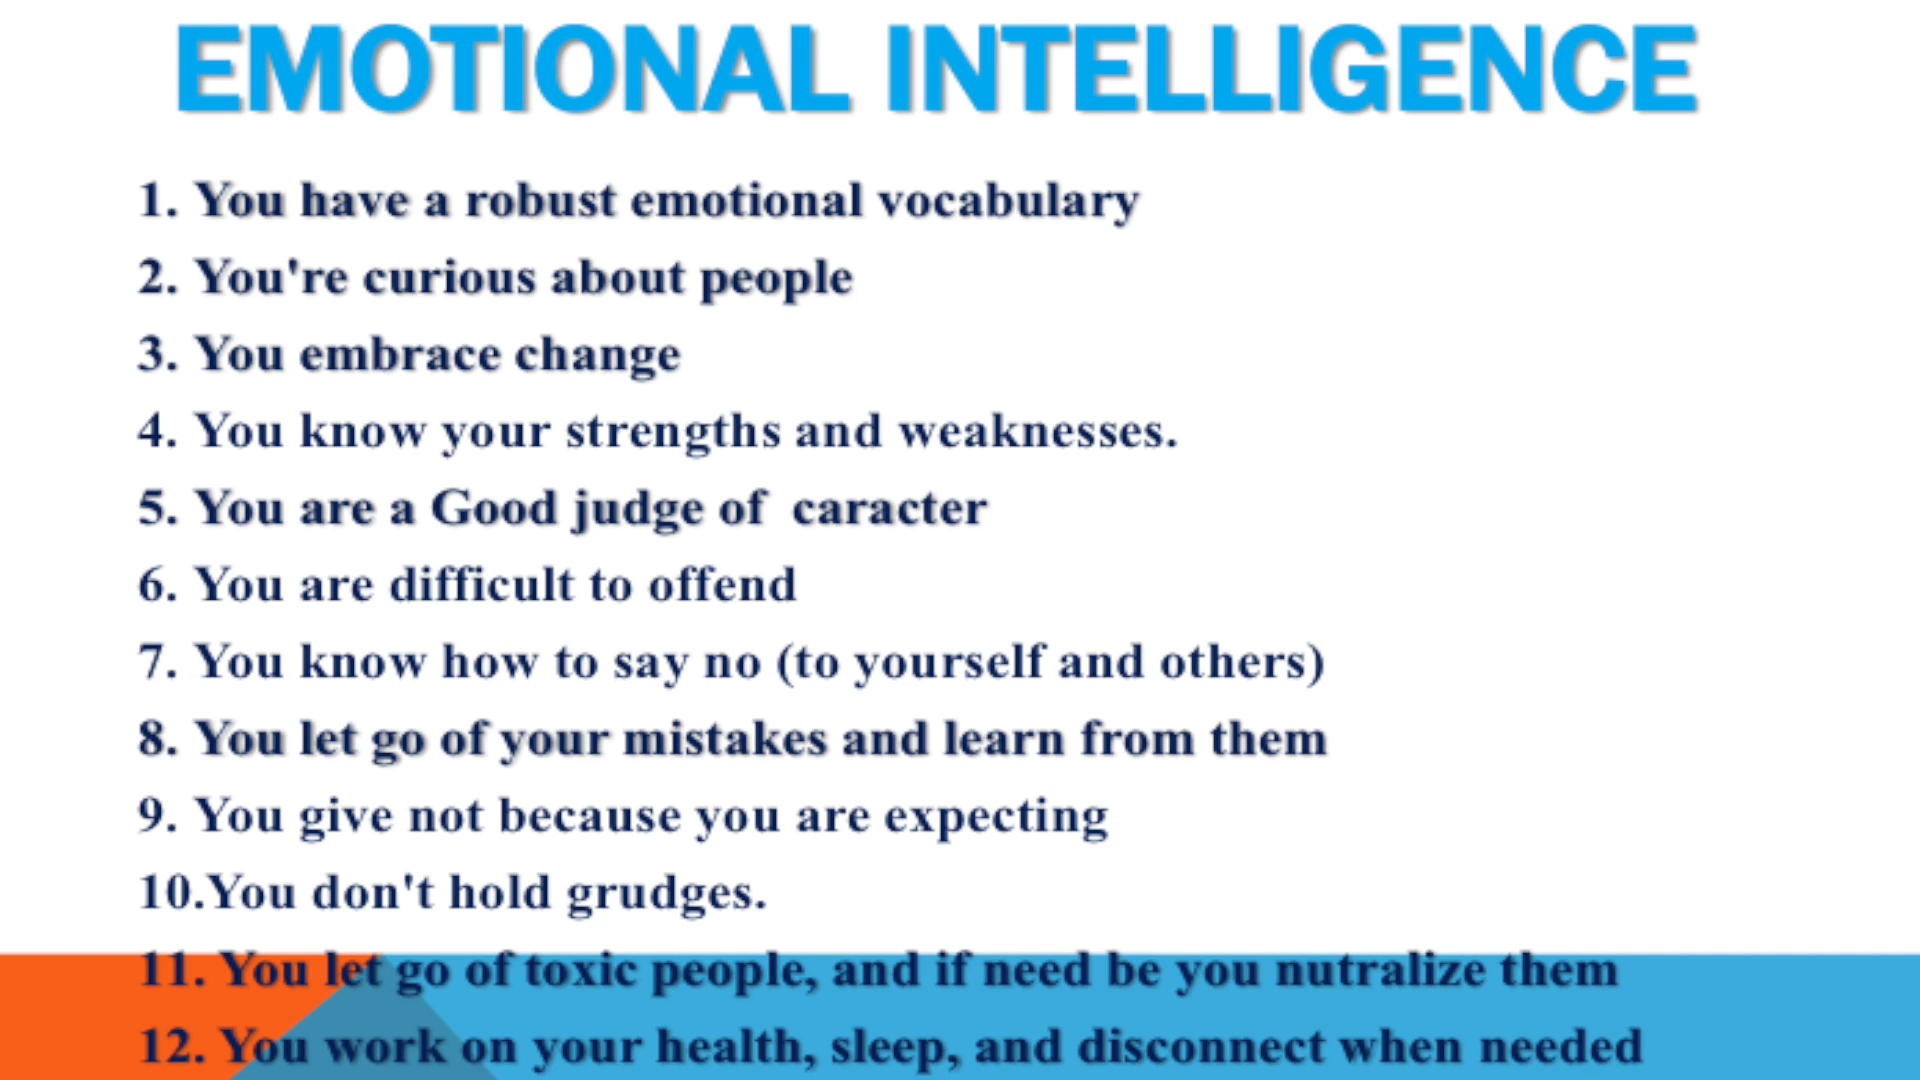 EMOTIONAL INTELLIGENCE
1. You have a robust emotional vocabulary
2. You're curious about people
3. You embrace change
4. You know your strengths and weaknesses.
5. You are a Good judge of  caracter
6. You are difficult to offend
7. You know how to say no (to yourself and others)
8. You let go of your mistakes and learn from them
9. You give not because you are expecting
10.You don't hold grudges.
11. You let go of toxic people, and if need be you nutralize them
12. You work on your health, sleep, and disconnect when needed